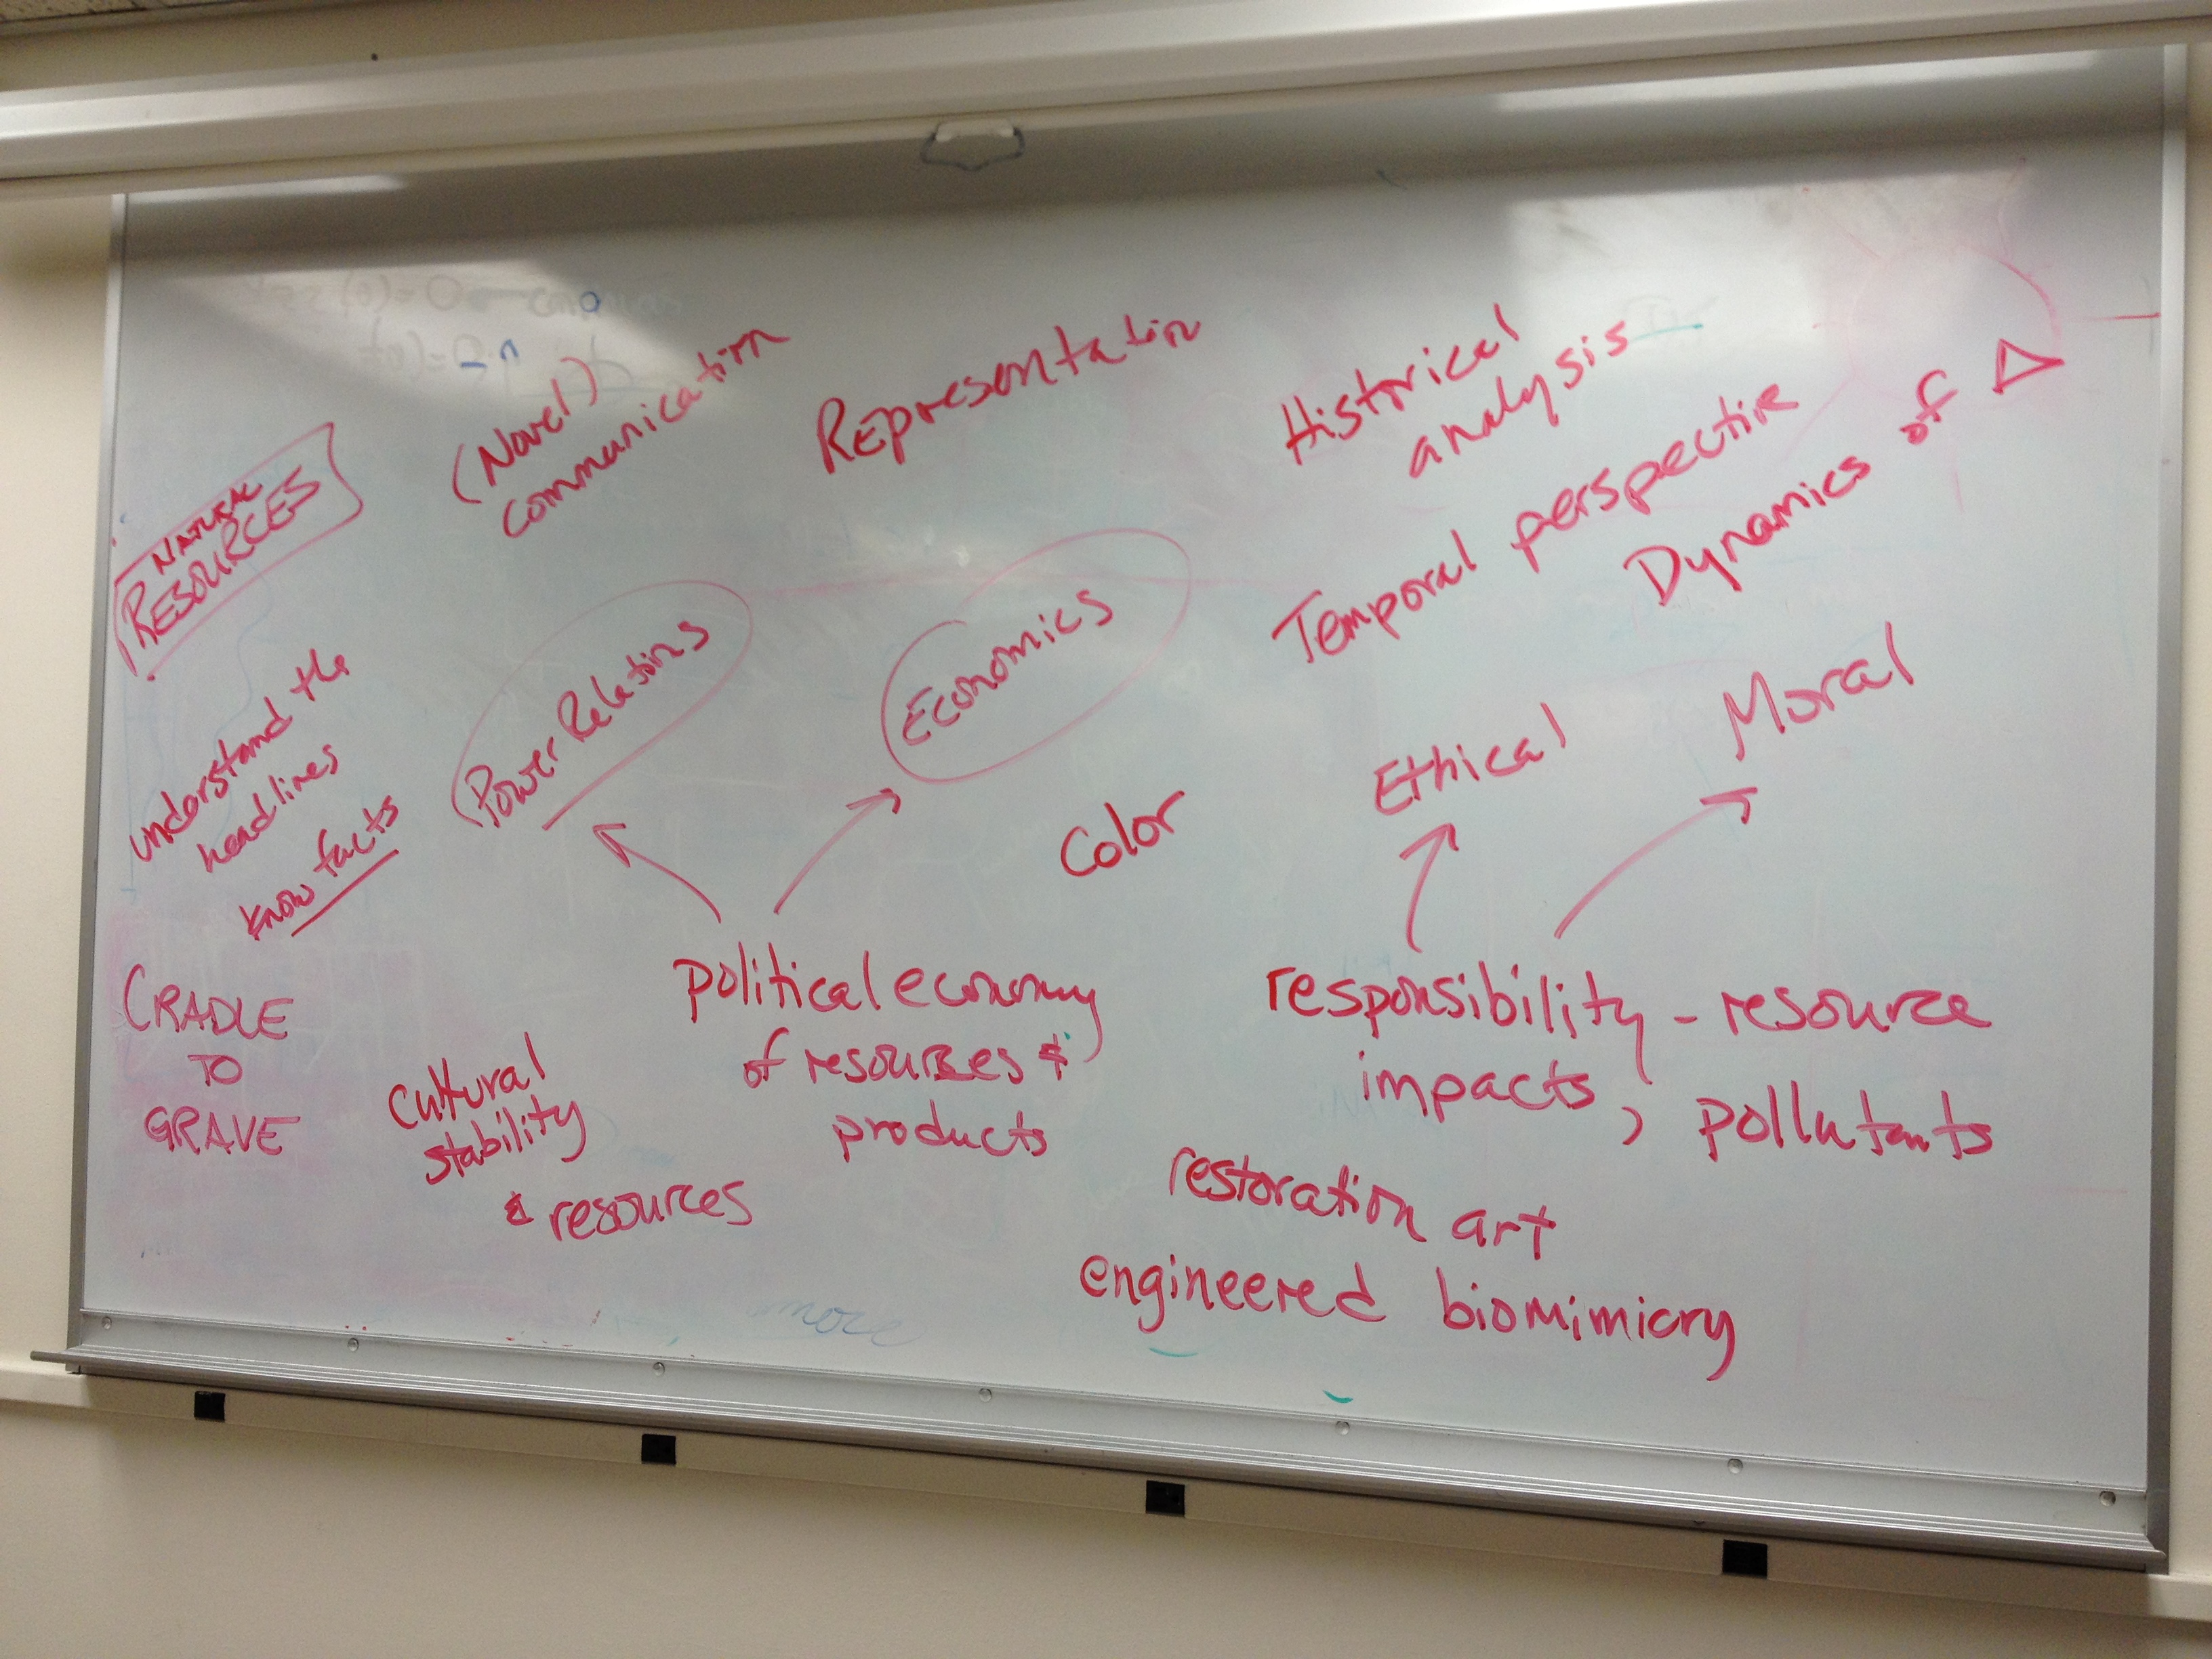 NATURAL
RESOURCES
(Novel)
communication
Representation
Historical
analysis
Temporal perspective
Dynamics of Δ
understand the
headlines
know facts
Power Relations
Economics
Color
Ethical
Moral
CRADLE
TO
GRAVE
cultural
stability
& resources
political economy
of resources &
products
responsibility - resource
impacts, pollutants
restoration art
engineered biomimicry
more